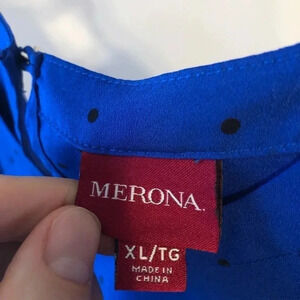 MERONA.
XL/TG
MADE IN
CHINA